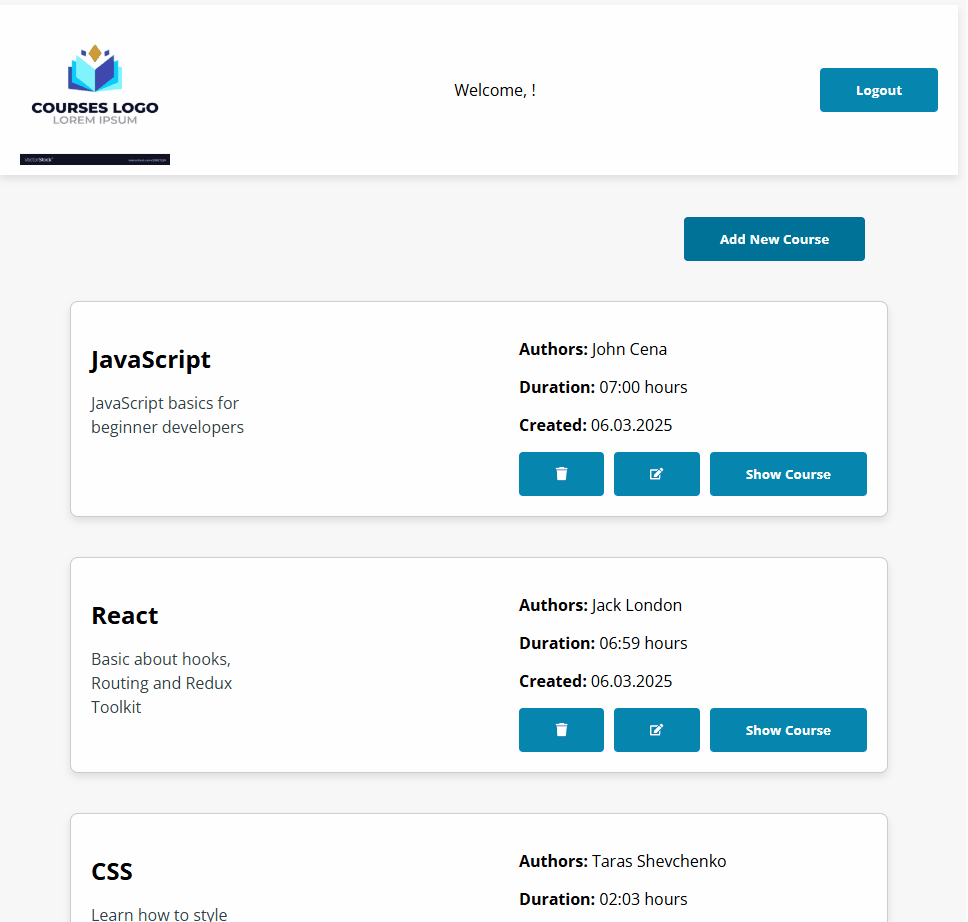 COURSES LOGO
LOREM IPSUM
VectorStock
Welcome, !
Logout
Add New Course
JavaScript
JavaScript basics for
beginner developers
Authors: John Cena
Duration: 07:00 hours
Created: 06.03.2025
Show Course
React
Basic about hooks,
Routing and Redux
Toolkit
Authors: Jack London
Duration: 06:59 hours
Created: 06.03.2025
Show Course
CSS
Learn how to style
Authors: Taras Shevchenko
Duration: 02:03 hours